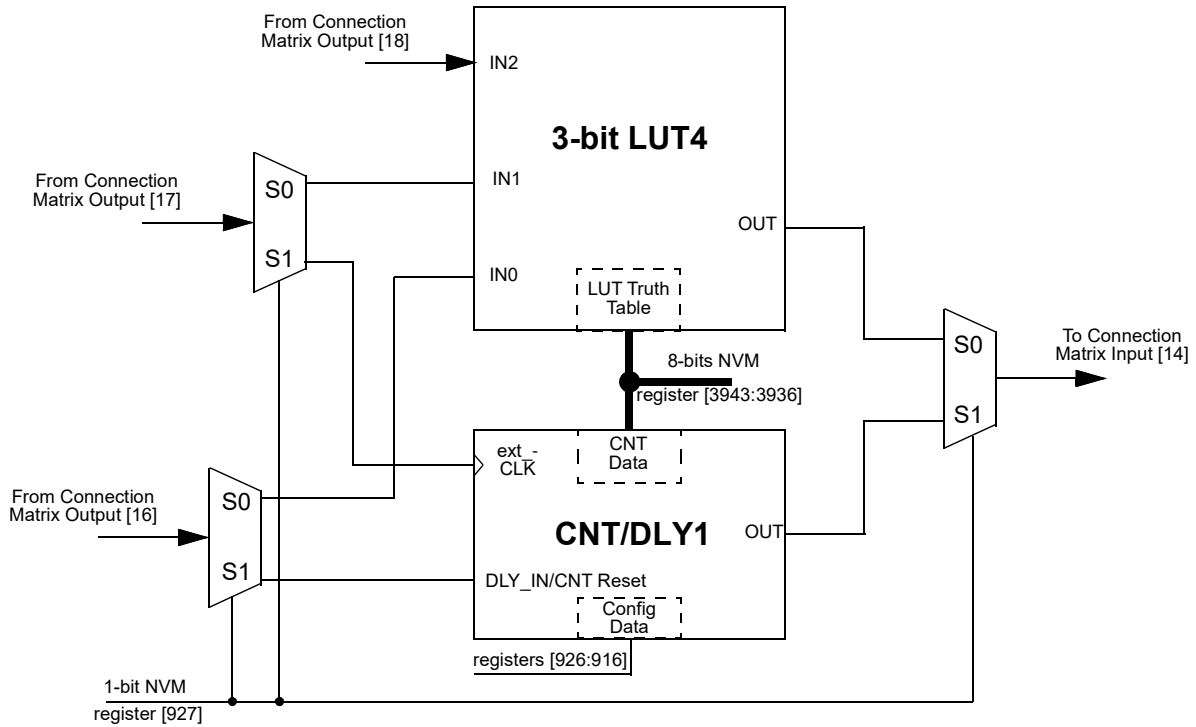 From Connection
Matrix Output [18]
IN2
3-bit LUT4
From Connection
Matrix Output [17]
S0
S1
IN1
IN0
OUT
LUT Truth
Table
8-bits NVM
register [3943:3936]
S0
S1
To Connection
Matrix Input [14]
From Connection
Matrix Output [16]
S0
S1
ext_-
CLK
CNT
Data
CNT/DLY1
OUT
DLY_IN/CNT Reset
Config
Data
registers [926:916]
1-bit NVM
register [927]